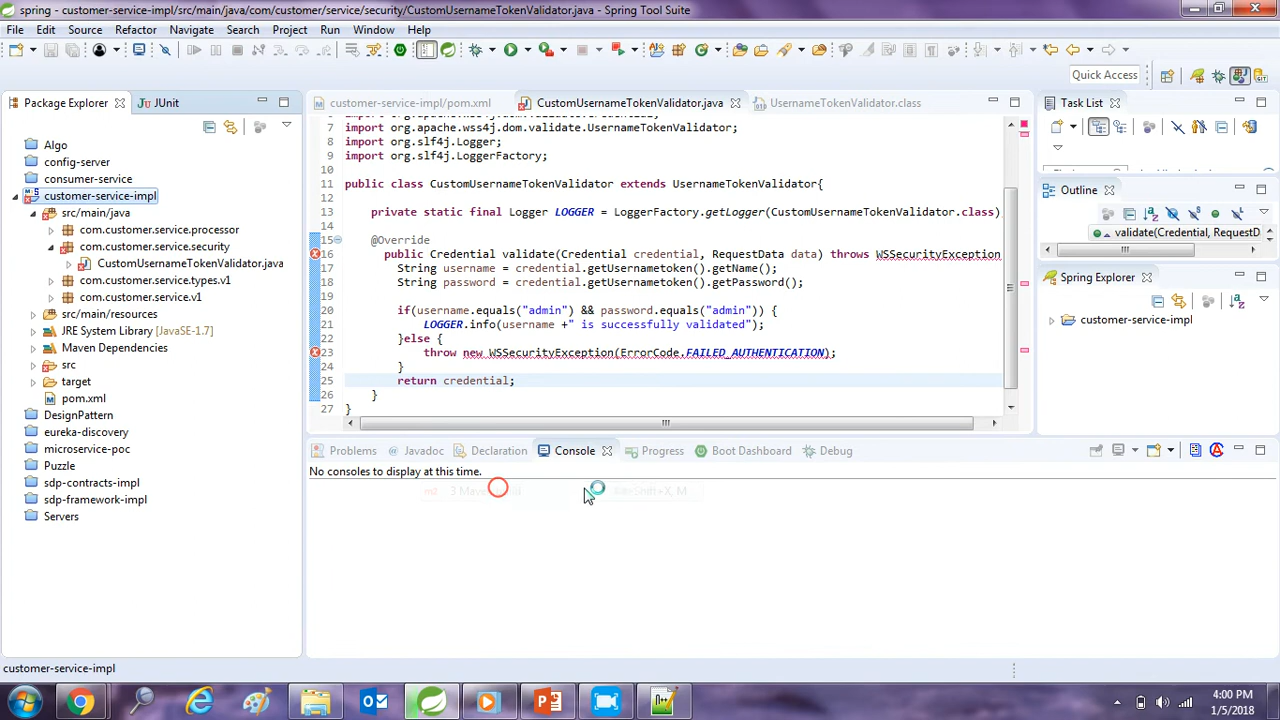 spring - customer-service-impl/src/main/java/com/customer/service/security/CustomUsernameTokenValidator.java - Spring Tool Suite
File Edit Source Refactor Navigate Search Project Run Window Help
Quick Access
Package Explorer
JUnit
Algo
config-server
consumer-service
customer-service-impl
src/main/java
com.customer.service.processor
com.customer.service.security
CustomUsernameTokenValidator.java
com.customer.service.types.v1
com.customer.service.v1
src/main/resources
JRE System Library [JavaSE-1.7]
Maven Dependencies
src
target
pom.xml
DesignPattern
eureka-discovery
microservice-poc
Puzzle
sdp-contracts-impl
sdp-framework-impl
Servers
customer-service-impl/pom.xml
CustomUsernameTokenValidator.java
UsernameTokenValidator.class
7 import org.apache.wss4j.dom.validate.UsernameTokenValidator;
8 import org.slf4j.Logger;
9 import org.slf4j.LoggerFactory;
10
11 public class CustomUsernameTokenValidator extends UsernameTokenValidator{
12
13 private static final Logger LOGGER = LoggerFactory.getLogger(CustomUsernameTokenValidator.class)
14
15 @Override
16 public Credential validate(Credential credential, RequestData data) throws WSSecurityException
17 String username = credential.getUsernametoken().getName();
18 String password = credential.getUsernametoken().getPassword();
19
20 if(username.equals("admin") && password.equals("admin")) {
21 LOGGER.info(username +" is successfully validated");
22 }else {
23 throw new WSSecurityException(ErrorCode.FAILED_AUTHENTICATION);
24 }
25 return credential;
26 }
27 }
Task List
Outline
validate(Credential, RequestD
Spring Explorer
customer-service-impl
Problems
Javadoc
Declaration
Console
Progress
Boot Dashboard
Debug
No consoles to display at this time.
customer-service-impl
4:00 PM
1/5/2018